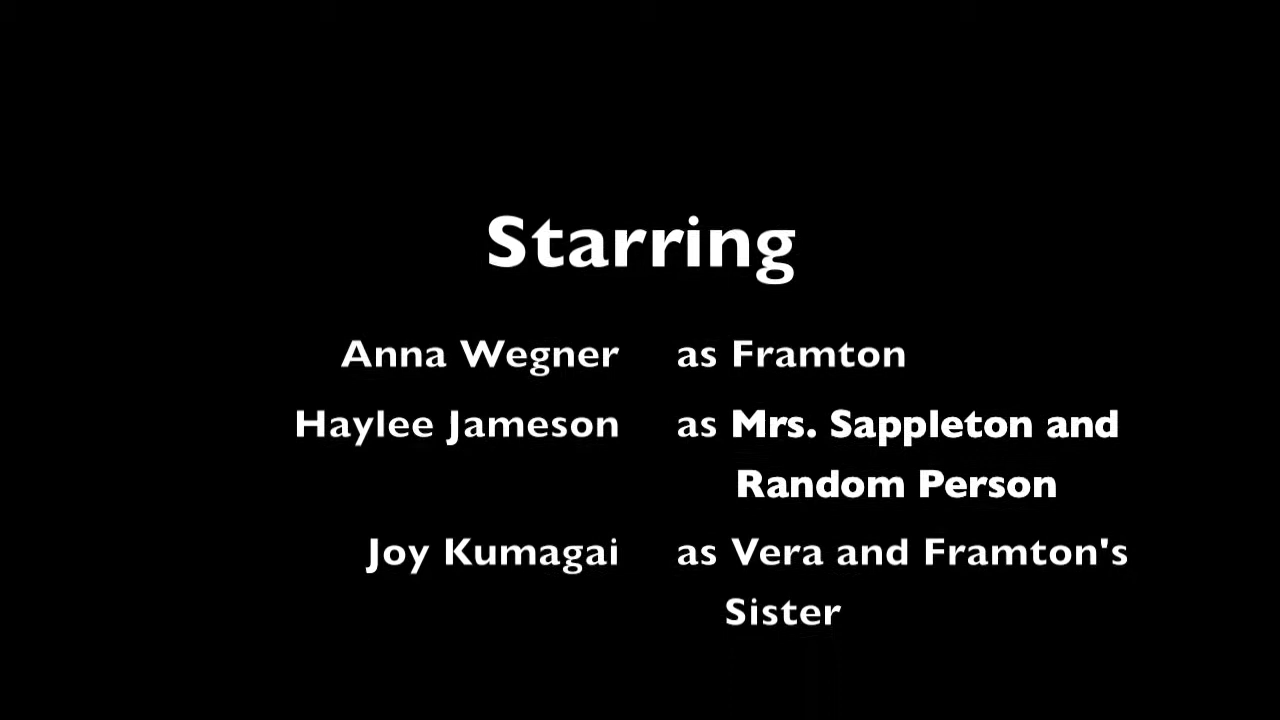 Starring
Anna Wegner as Framton
Haylee Jameson as Mrs. Sappleton and
Random Person
Joy Kumagai as Vera and Framton's
Sister